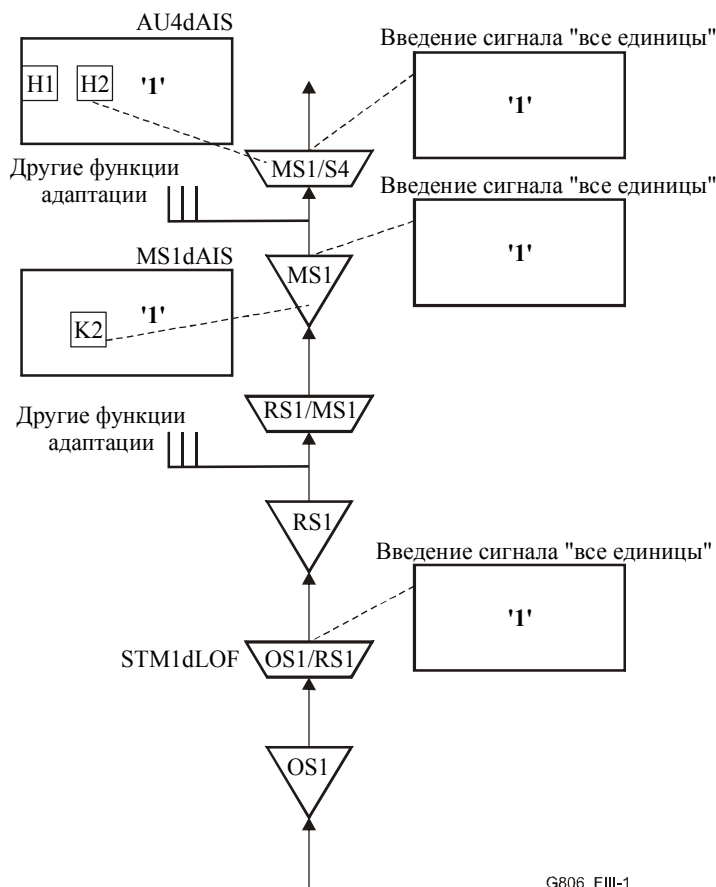 AU4dAIS
H1 H2 '1'
Введение сигнала "все единицы"
'1'
MS1/S4
Другие функции
адаптации
Введение сигнала "все единицы"
'1'
MS1dAIS
MS1
'1'
K2
RS1/MS1
Другие функции
адаптации
RS1
Введение сигнала "все единицы"
'1'
STM1dLOF
OS1/RS1
OS1
G806_FIII-1